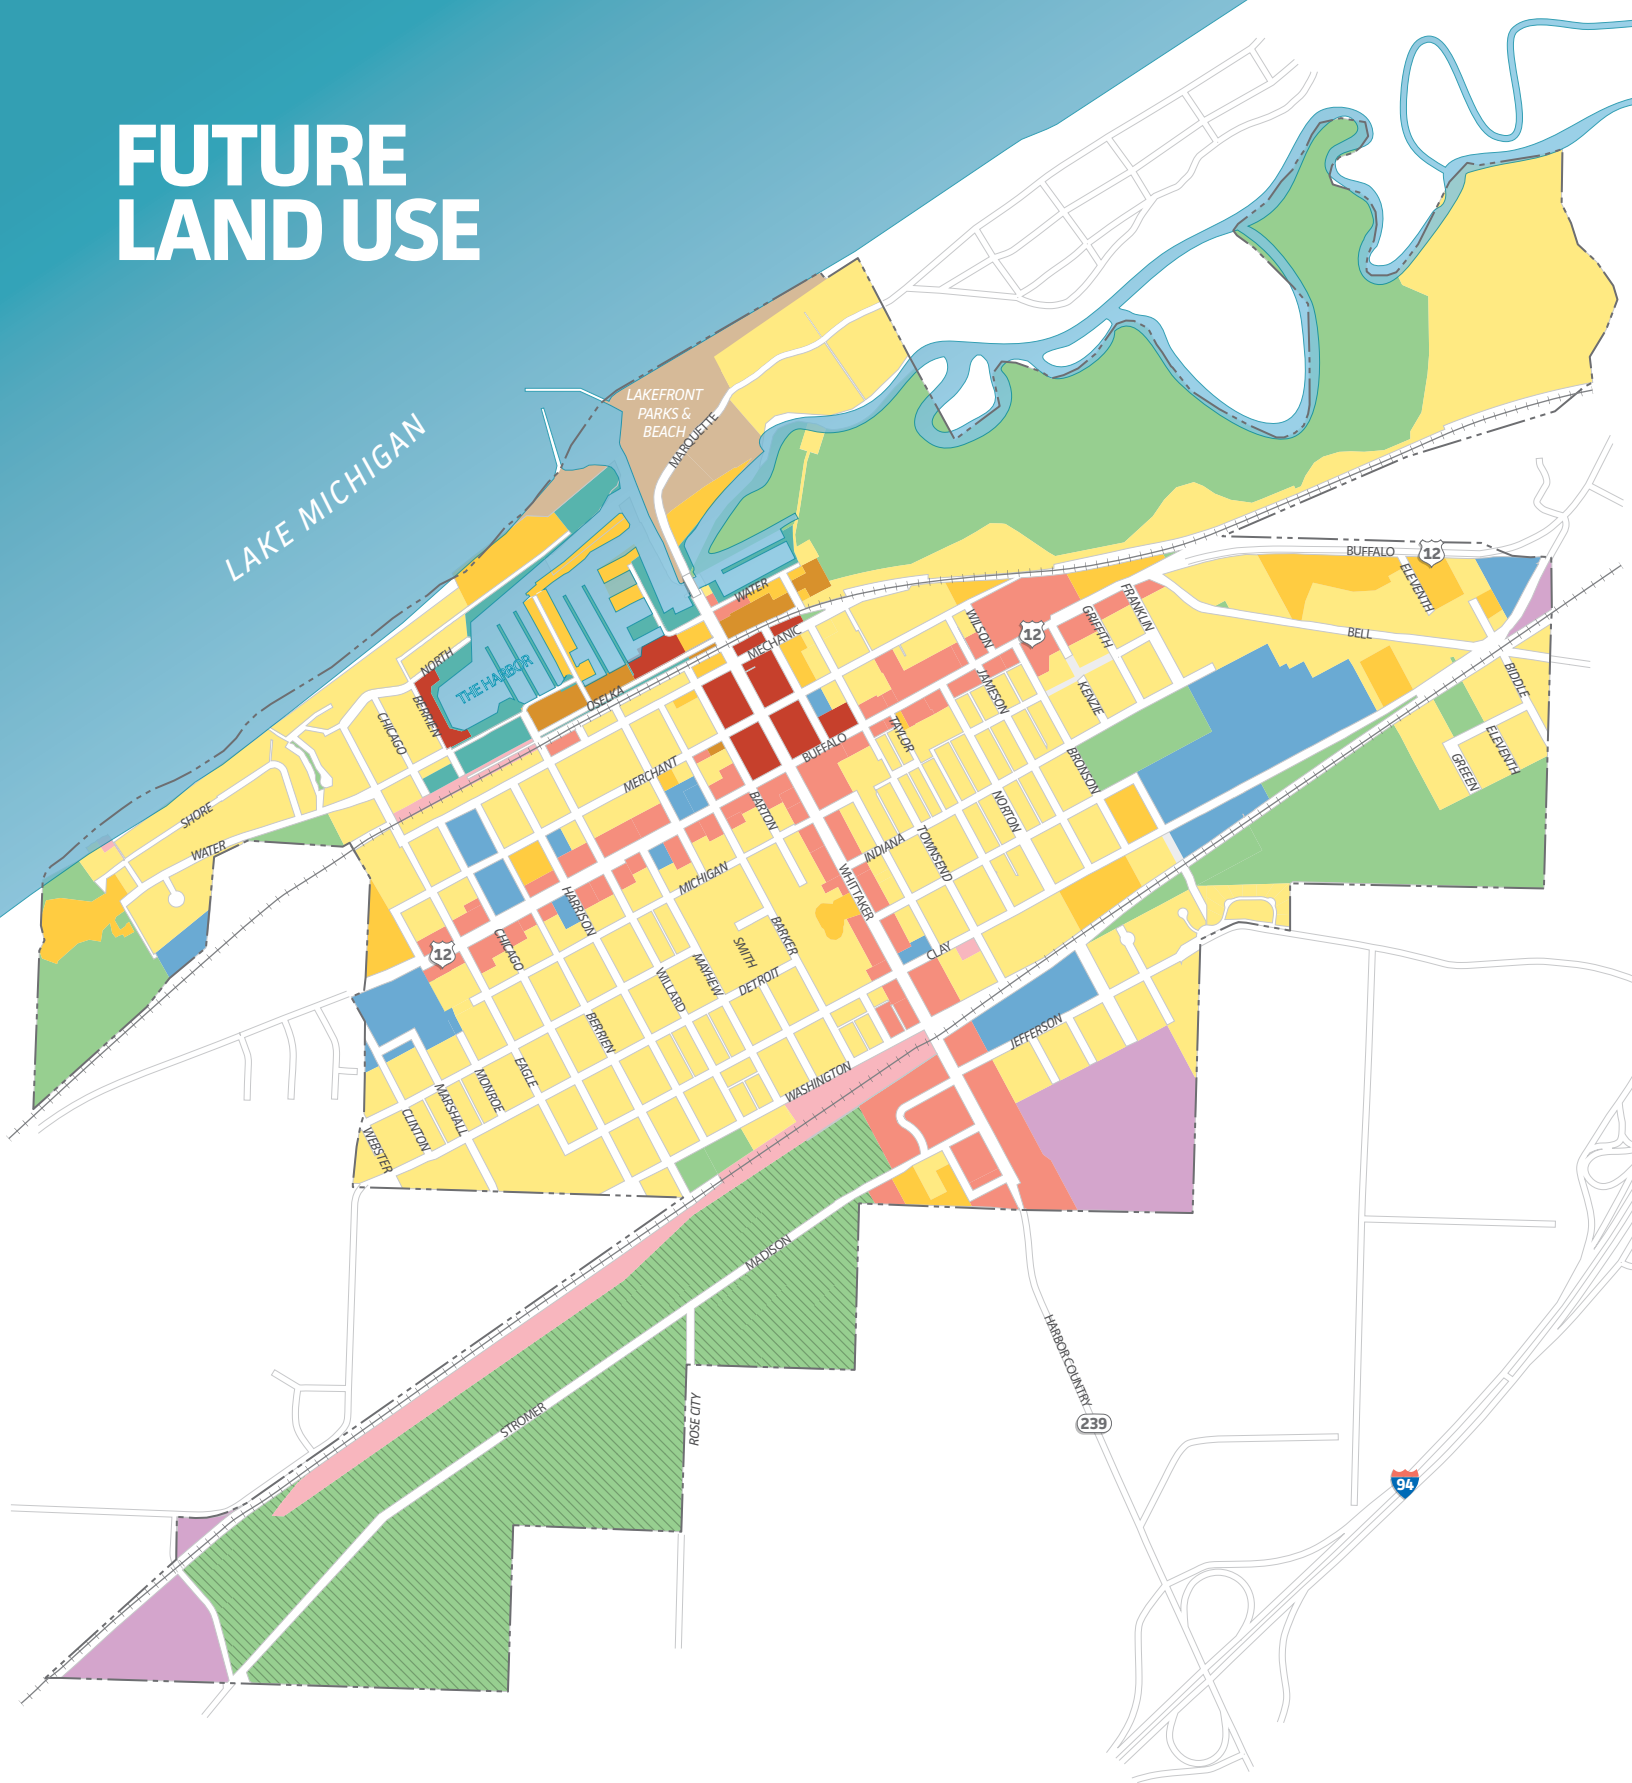 FUTURE
LAND USE
LAKE MICHIGAN
LAKEFRONT
PARKS &
BEACH
MARQUETTE
BUFFALO
12
ELEVENTH
BELL
FRANKLIN
GRIFFITH
12
WILSON
WATER
MECHANIC
NORTH
THE HARBOR
OSELKA
BERRIEN
CHICAGO
JAMESON
KENZIE
BIDDLE
ELEVENTH
GREEEN
TAYLOR
BUFFALO
BRONSON
MERCHANT
BARTON
NORTON
SHORE
WATER
INDIANA
TOWNSEND
MICHIGAN
WHITTAKER
HARRISON
CHICAGO
12
BARKER
SMITH
CLAY
MAYHEW
DETROIT
WILLARD
BERRIEN
JEFFERSON
EAGLE
MONROE
WASHINGTON
MARSHALL
CLINTON
WEBSTER
MADISON
STROMER
ROSE CITY
HARBOR COUNTRY
239
94